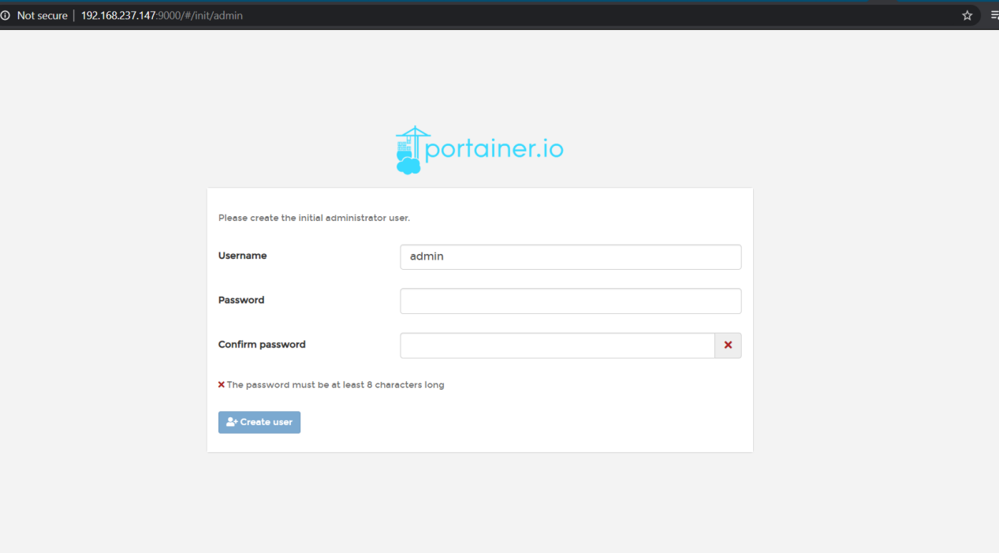 Not secure | 192.168.237.147:9000/#/init/admin
portainer.io
Please create the initial administrator user.
Username
admin
Password
Confirm password
The password must be at least 8 characters long
Create user